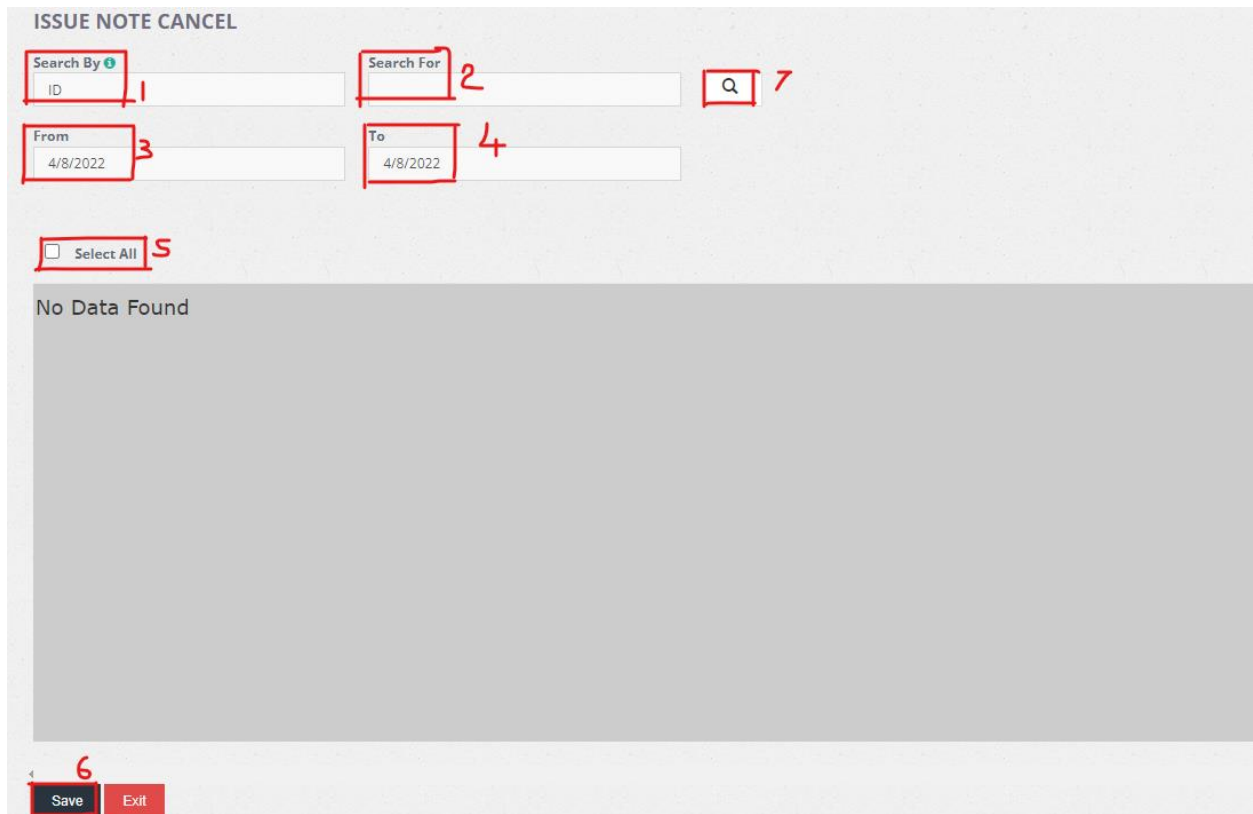 ISSUE NOTE CANCEL
Search By
Search For
ID 1
2
7
From
To
4/8/2022 3
4/8/2022 4
Select All 5
No Data Found
6
Save Exit